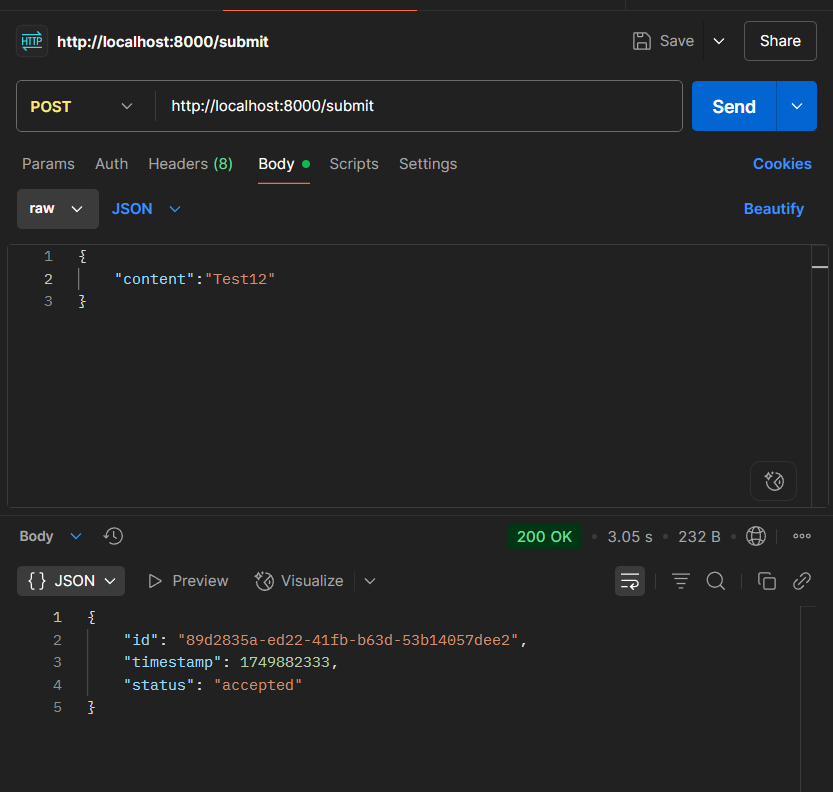 HTTP http://localhost:8000/submit Save Share
POST http://localhost:8000/submit Send
Params Auth Headers (8) Body Scripts Settings Cookies
raw JSON Beautify
1 {
2 "content":"Test12"
3 }
Body 200 OK 3.05 s 232 B
{} JSON Preview Visualize
1 {
2 "id": "89d2835a-ed22-41fb-b63d-53b14057dee2",
3 "timestamp": 1749882333,
4 "status": "accepted"
5 }